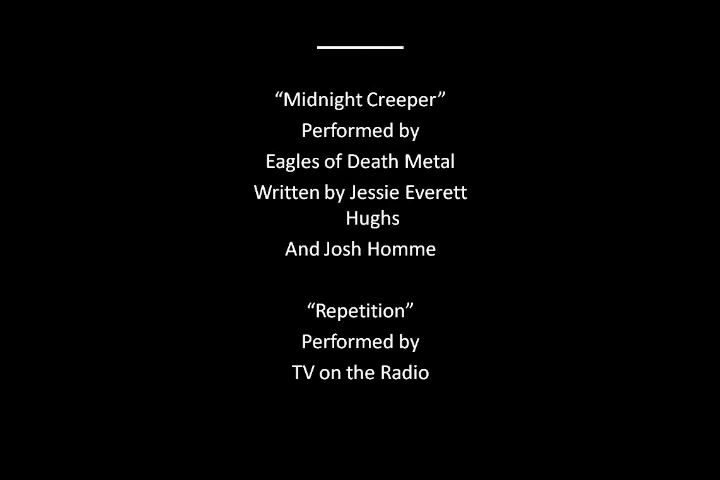 “Midnight Creeper”
Performed by
Eagles of Death Metal
Written by Jessie Everett
Hughs
And Josh Homme
“Repetition”
Performed by
TV on the Radio